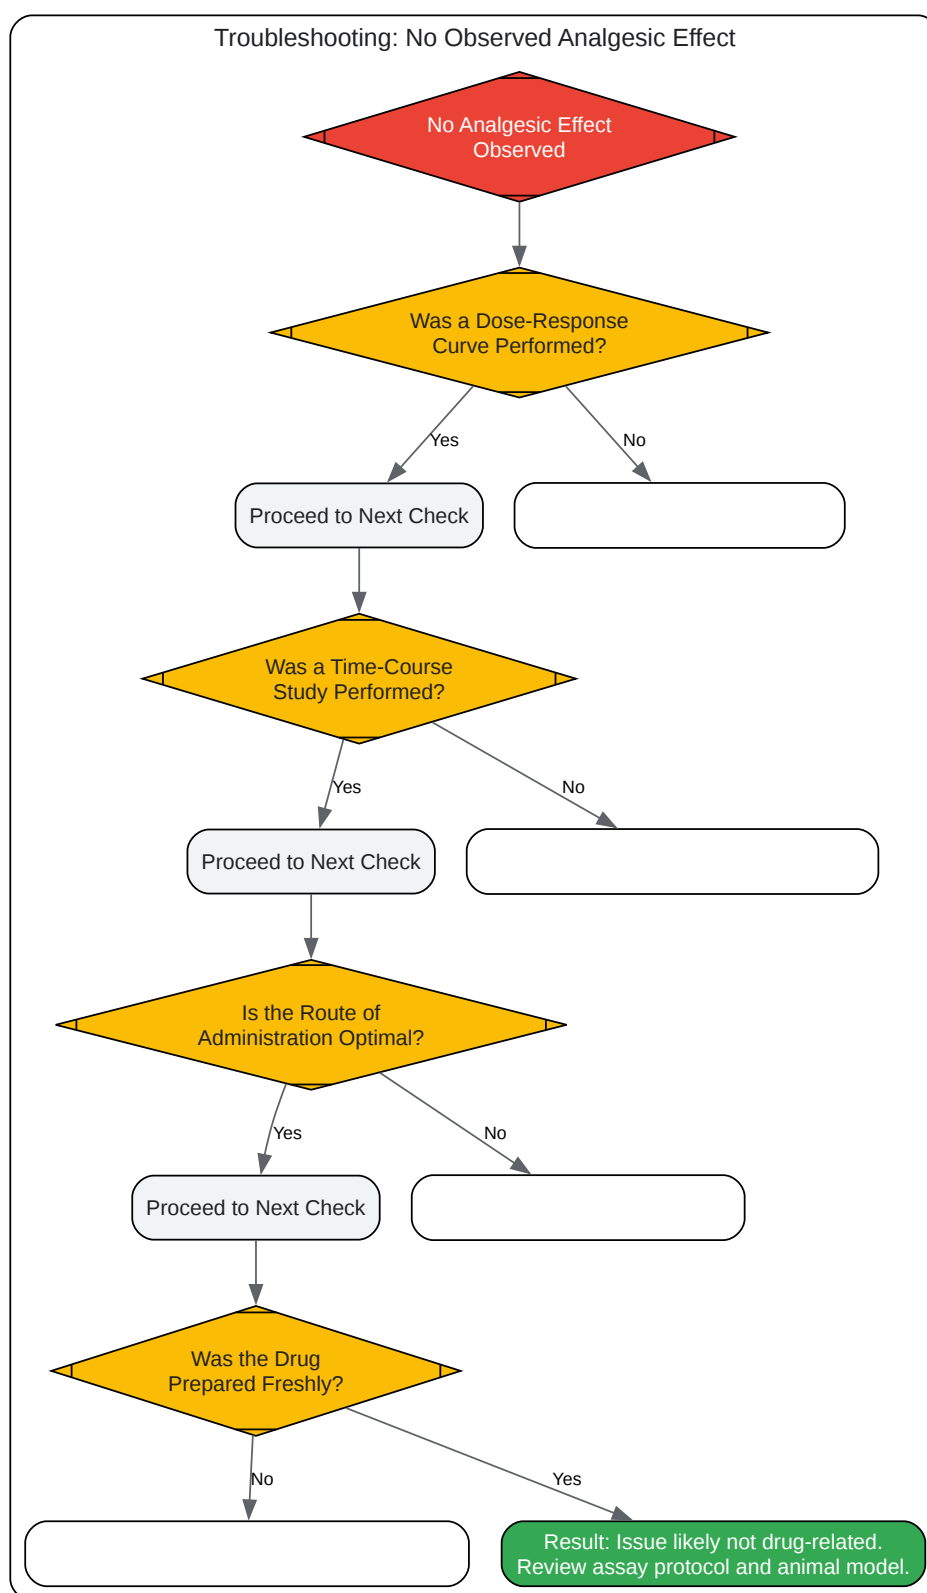 Troubleshooting: No Observed Analgesic Effect
No Analgesic Effect
Observed
Was a Dose-Response
Curve Performed?
Yes
No
Proceed to Next Check
Was a Time-Course
Study Performed?
Yes
No
Proceed to Next Check
Is the Route of
Administration Optimal?
Yes
No
Proceed to Next Check
Was the Drug
Prepared Freshly?
No
Yes
Result: Issue likely not drug-related.
Review assay protocol and animal model.